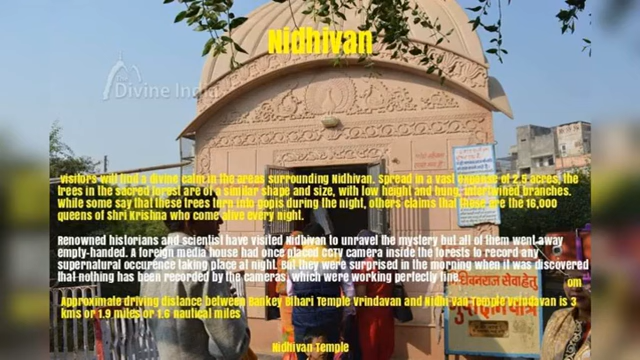 Nidhivan
Divine India
visitors will find a divine calm in the areas surrounding Nidhivan. Spread in a vast expanse of 2.5 acres, the
trees in the sacred forest are of a similar shape and size, with low height and hung, intertwined branches.
While some say that these trees turn into gopis during the night, others claims that these are the 16,000
queens of Shri Krishna who come alive every night.
Renowned historians and scientist have visited Nidhivan to unravel the mystery but all of them went away
empty-handed. A foreign media house had once placed CCTV camera inside the forests to record any
supernatural occurence taking place at night. But they were surprised in the morning when it was discovered
that nothing has been recorded by the cameras, which were working perfectly fine.
om
Approximate driving distance between Bankey Bihari Temple Vrindavan and Nidhi Van Temple Vrindavan is 3
kms or 1.9 miles or 1.6 nautical miles
Nidhivan Temple